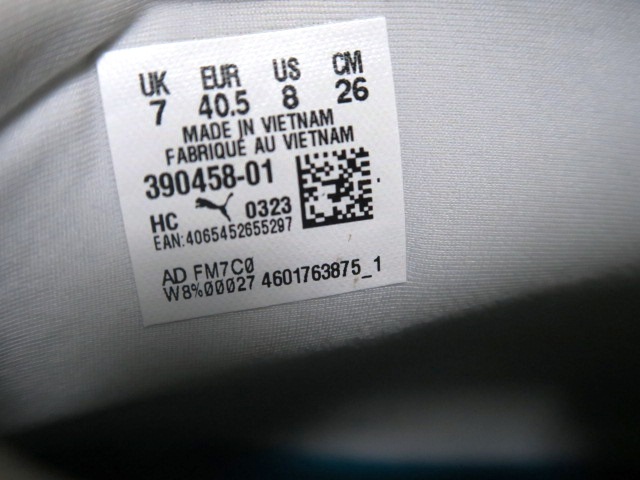 UK EUR US CM
7 40.5 8 26
MADE IN VIETNAM
FABRIQUE AU VIETNAM
390458-01
HC 0323
EAN:4065452655297
AD FM7C0
W8%00027 4601763875_1